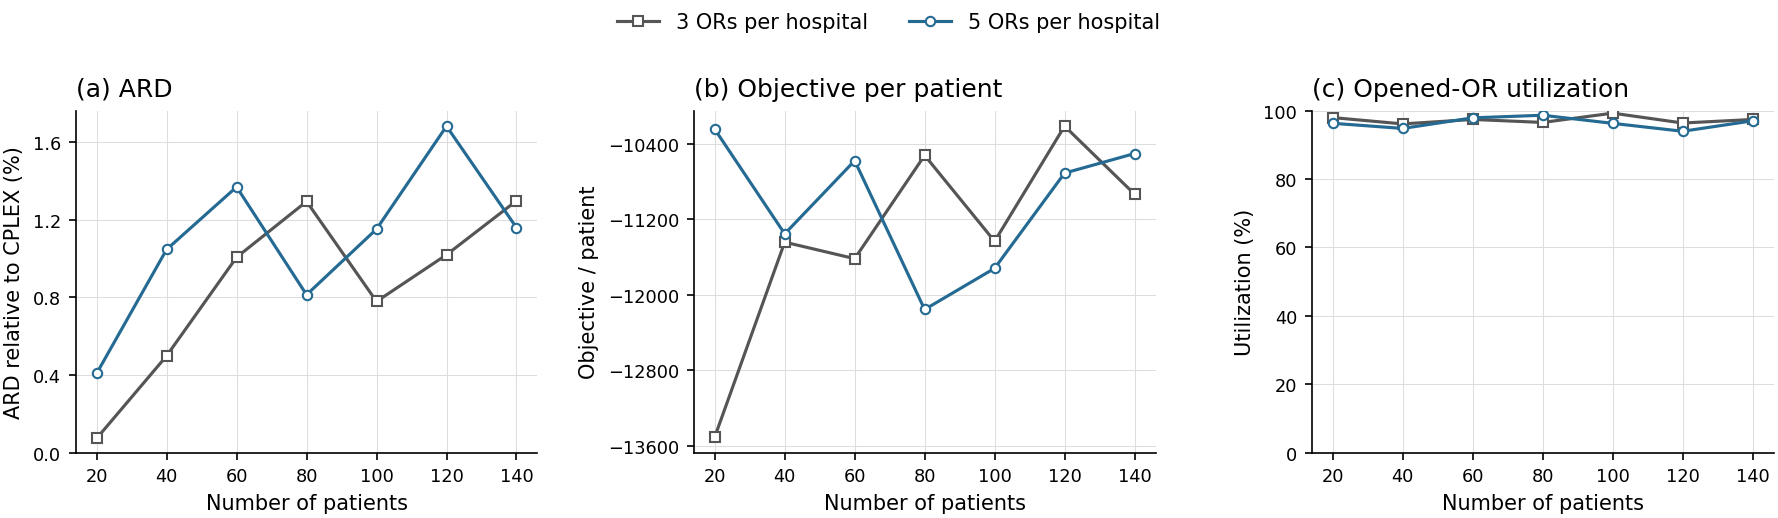 3 ORs per hospital
5 ORs per hospital
(a) ARD
ARD relative to CPLEX (%)
1.6
1.2
0.8
0.4
0.0
20 40 60 80 100 120 140
Number of patients
(b) Objective per patient
Objective / patient
−10400
−11200
−12000
−12800
−13600
20 40 60 80 100 120 140
Number of patients
(c) Opened-OR utilization
Utilization (%)
100
80
60
40
20
0
20 40 60 80 100 120 140
Number of patients